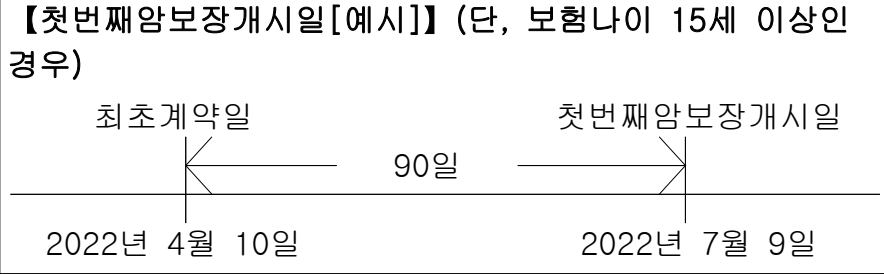 【첫번째암보장개시일[예시]】(단, 보험나이 15세 이상인
경우)
최초계약일 첫번째암보장개시일
90일
2022년 4월 10일 2022년 7월 9일